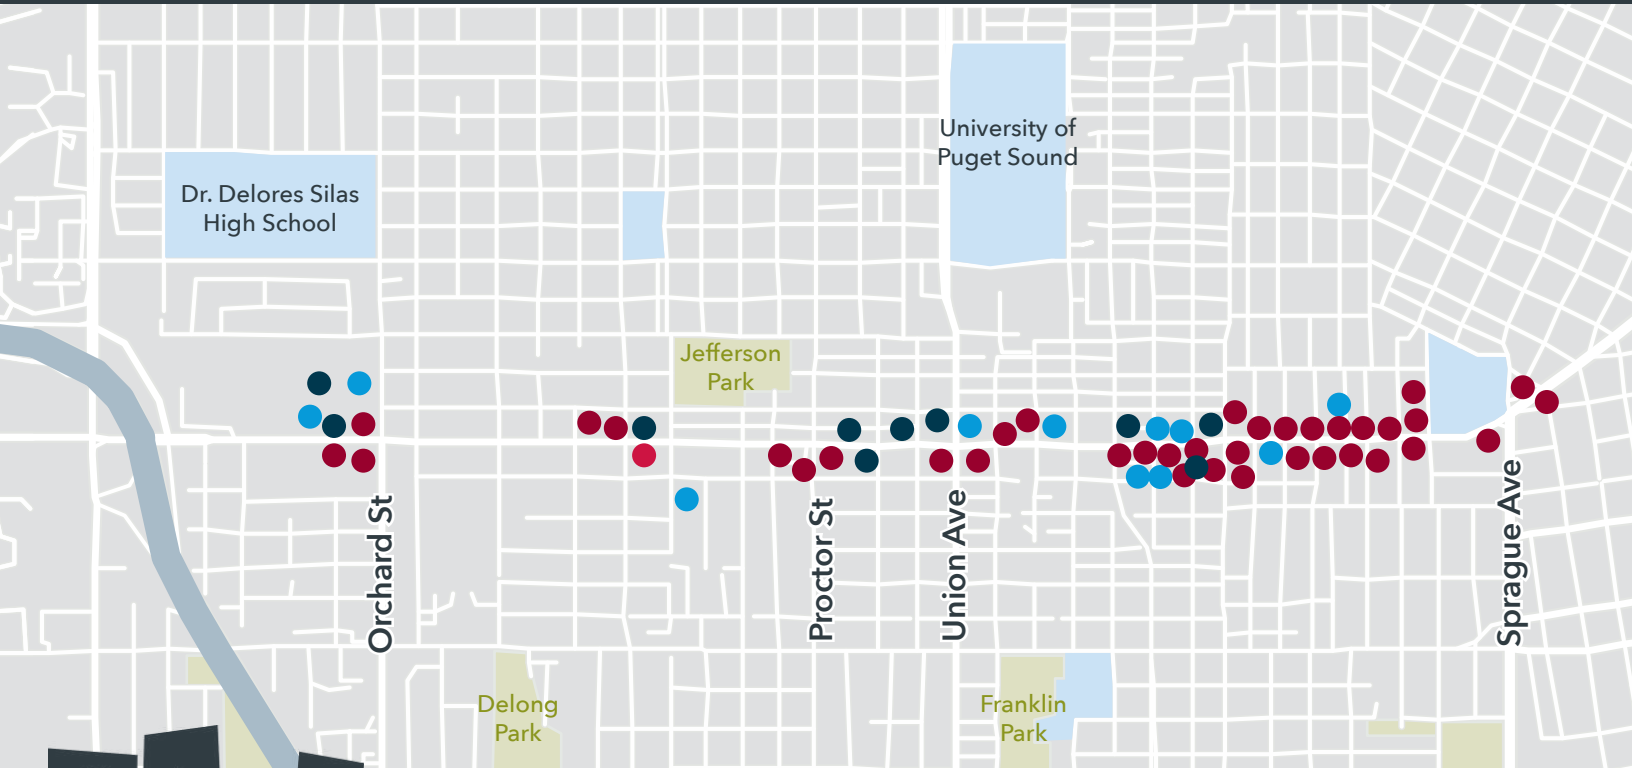 University of
Puget Sound
Dr. Delores Silas
High School
Jefferson
Park
Orchard St
Proctor St
Union Ave
Sprague Ave
Delong
Park
Franklin
Park